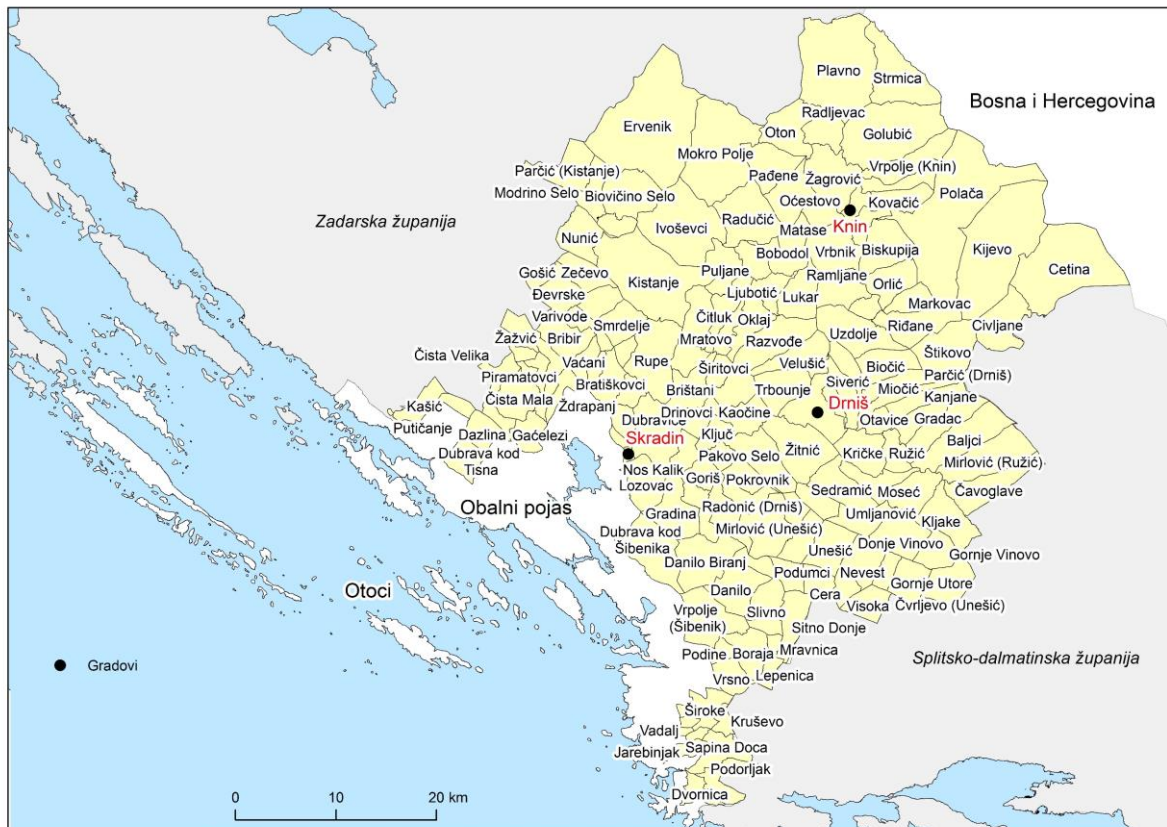 Plavno
Strmica
Bosna i Hercegovina
Radljevac
Ervenik
Oton
Golubić
Mokro Polje
Parčić (Kistanje)
Pađene
Žagrović
Vrpolje (Knin)
Modrino Selo
Biovičino Selo
Polača
Oćestovo
Kovačić
Zadarska županija
Radučić
Ivoševci
Matase
Knin
Nunić
Bobodol
Vrbnik
Biskupija
Kijevo
Cetina
Gošić
Zečevo
Puljane
Ramljane
Kistanje
Orlić
Đevrske
Ljubotić
Lukar
Markovac
Varivode
Čitluk
Oklaj
Smrdelje
Uzdolje
Riđane
Civljane
Žažvić
Bribir
Mratovo
Razvođe
Štikovo
Čista Velika
Vaćani
Rupe
Širitovci
Velušić
Biočić
Parčić (Drniš)
Piramatovci
Bratiškovci
Brištani
Trbounje
Siverić
Miočić
Kanjane
Čista Mala
Ždrapanj
Drniš
Kašić
Dubravice
Drinovci
Kaočine
Otavice
Gradac
Putičanje
Dazlina
Gaćelezi
Skradin
Ključ
Baljci
Dubrava kod
Tisna
Pakovo Selo
Žitnić
Kričke
Ružić
Mirlović (Ružić)
Nos Kalik
Lozovac
Goriš
Pokrovnik
Sedramić
Moseć
Čavoglave
Obalni pojas
Gradina
Radonić (Drniš)
Umljanović
Kljake
Dubrava kod
Šibenika
Mirlović (Unešić)
Unešić
Donje Vinovo
Gornje Vinovo
Danilo Biranj
Podumci
Nevest
Gornje Utore
Otoci
Danilo
Cera
Visoka
Čvrljevo (Unešić)
Vrpolje
(Šibenik)
Slivno
Sitno Donje
Podine
Boraja
Mravnica
Splitsko-dalmatinska županija
Gradovi
Vrsno
Lepenica
Široke
Kruševo
Vadalj
Jarebinjak
Sapina Doca
Podorljak
Dvornica
0
10
20 km